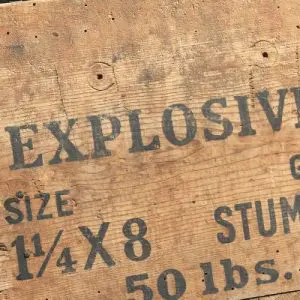 EXPLOSIV
G
SIZE
1¼X8 STUM
50 lbs.